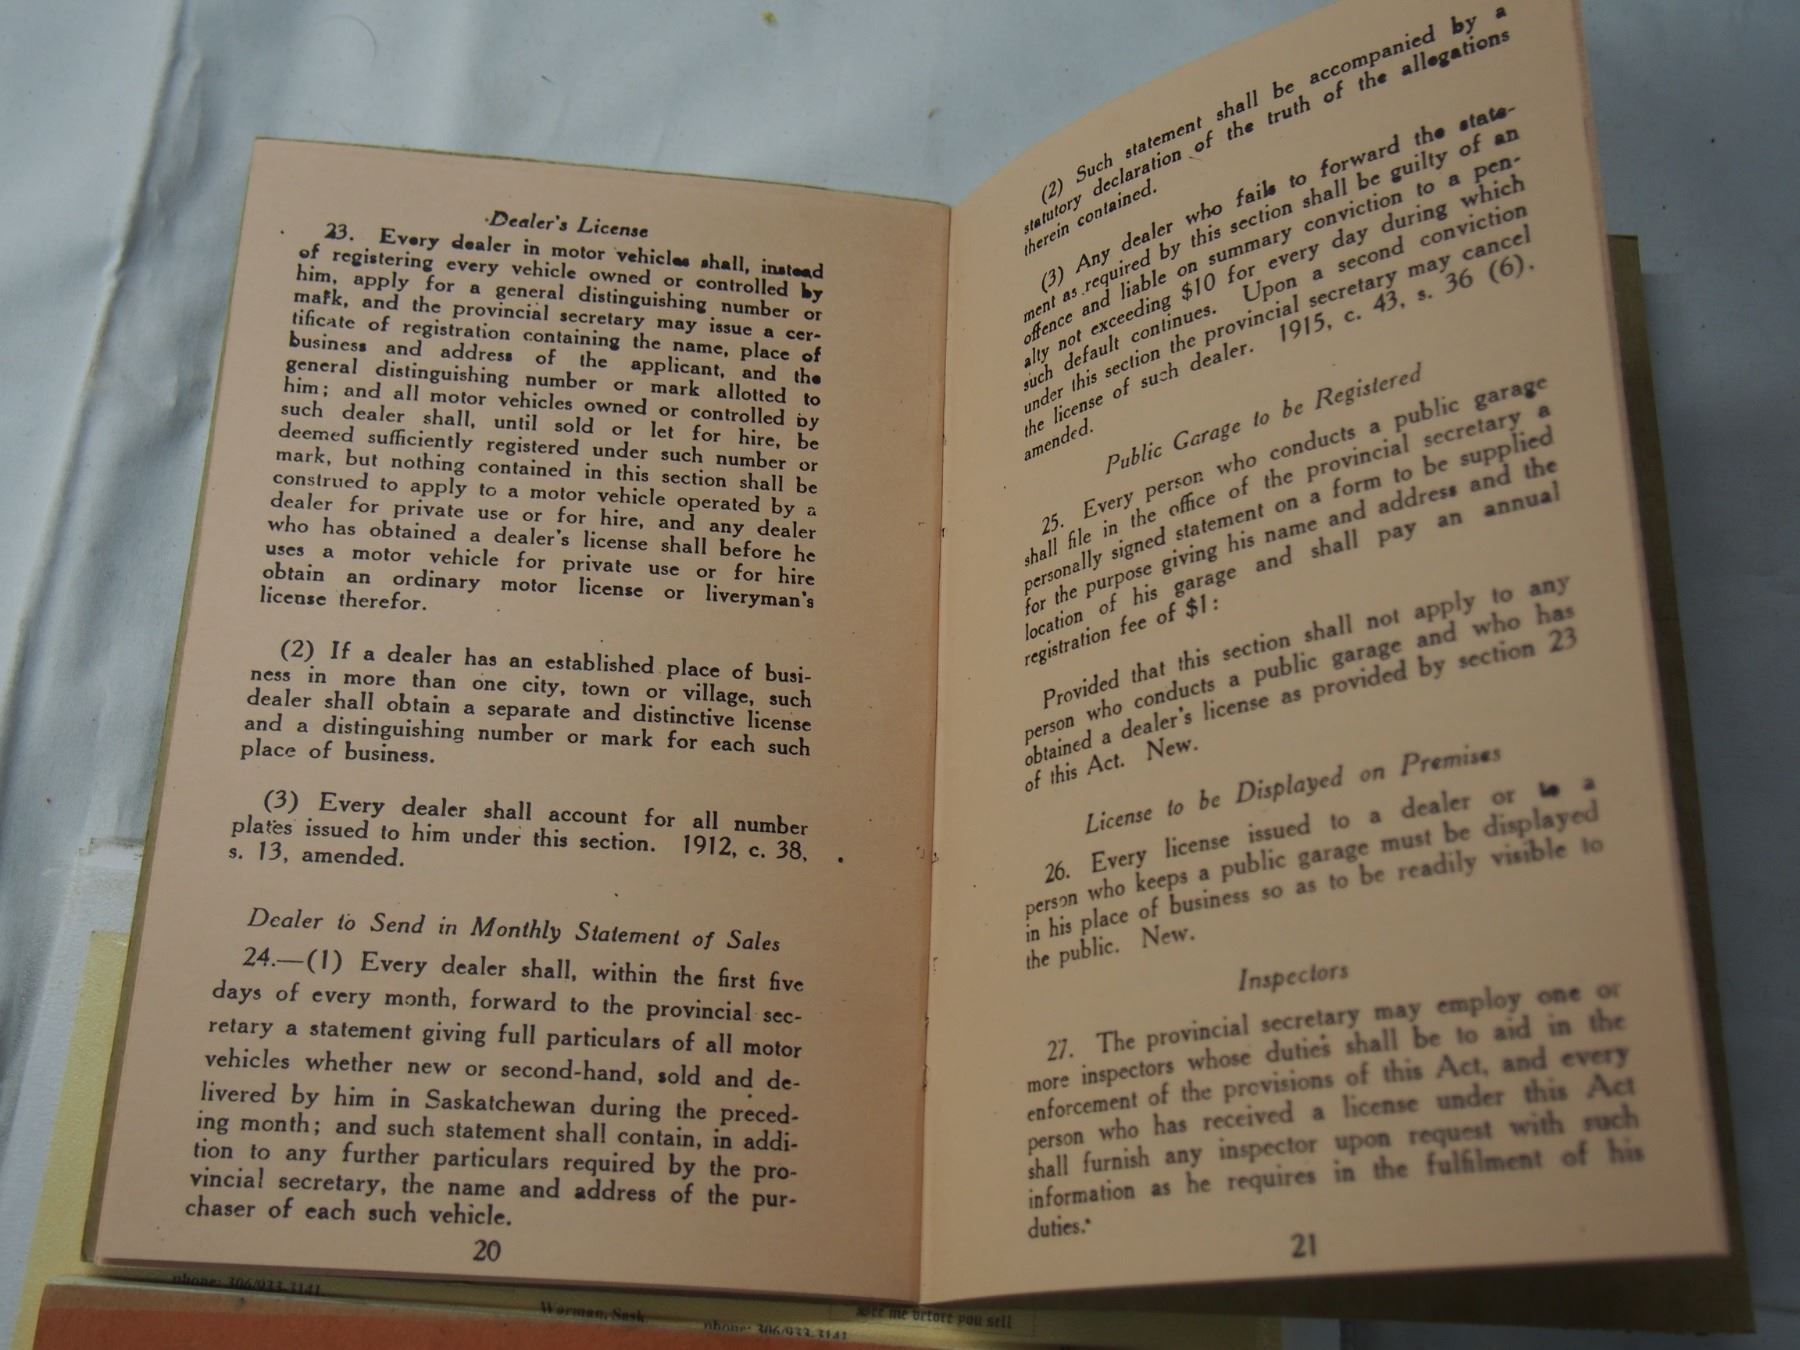 Dealer's License
23. Every dealer in motor vehicles shall, instead
of registering every vehicle owned or controlled by
him, apply for a general distinguishing number or
mark, and the provincial secretary may issue a cer-
tificate of registration containing the name, place of
business and address of the applicant, and the
general distinguishing number or mark allotted to
him; and all motor vehicles owned or controlled by
such dealer shall, until sold or let for hire, be
deemed sufficiently registered under such number or
mark, but nothing contained in this section shall be
construed to apply to a motor vehicle operated by a
dealer for private use or for hire, and any dealer
who has obtained a dealer's license shall before he
uses a motor vehicle for private use or for hire
obtain an ordinary motor license or liveryman's
license therefor.
(2) If a dealer has an established place of busi-
ness in more than one city, town or village, such
dealer shall obtain a separate and distinctive license
and a distinguishing number or mark for each such
place of business.
(3) Every dealer shall account for all number
plates issued to him under this section. 1912, c. 38,
s. 13, amended.
Dealer to Send in Monthly Statement of Sales
24.—(1) Every dealer shall, within the first five
days of every month, forward to the provincial sec-
retary a statement giving full particulars of all motor
vehicles whether new or second-hand, sold and de-
livered by him in Saskatchewan during the preced-
ing month; and such statement shall contain, in addi-
tion to any further particulars required by the pro-
vincial secretary, the name and address of the pur-
chaser of each such vehicle.
20
(2) Such statement shall be accompanied by a
statutory declaration of the truth of the allegations
therein contained.
(3) Any dealer who fails to forward the state-
ment as required by this section shall be guilty of an
offence and liable on summary conviction to a pen-
alty not exceeding $10 for every day during which
such default continues. Upon a second conviction
under this section the provincial secretary may cancel
the license of such dealer. 1915, c. 43, s. 36 (6),
amended.
Public Garage to be Registered
25. Every person who conducts a public garage
shall file in the office of the provincial secretary a
personally signed statement on a form to be supplied
for the purpose giving his name and address and the
location of his garage and shall pay an annual
registration fee of $1:
Provided that this section shall not apply to any
person who conducts a public garage and who has
obtained a dealer's license as provided by section 23
of this Act. New.
License to be Displayed on Premises
26. Every license issued to a dealer or to a
person who keeps a public garage must be displayed
in his place of business so as to be readily visible to
the public. New.
Inspectors
27. The provincial secretary may employ one or
more inspectors whose duties shall be to aid in the
enforcement of the provisions of this Act, and every
person who has received a license under this Act
shall furnish any inspector upon request with such
information as he requires in the fulfilment of his
duties.
21
phone: 306/933-3141
Warman, Sask.
phone: 306/933-3141
See me before you sell